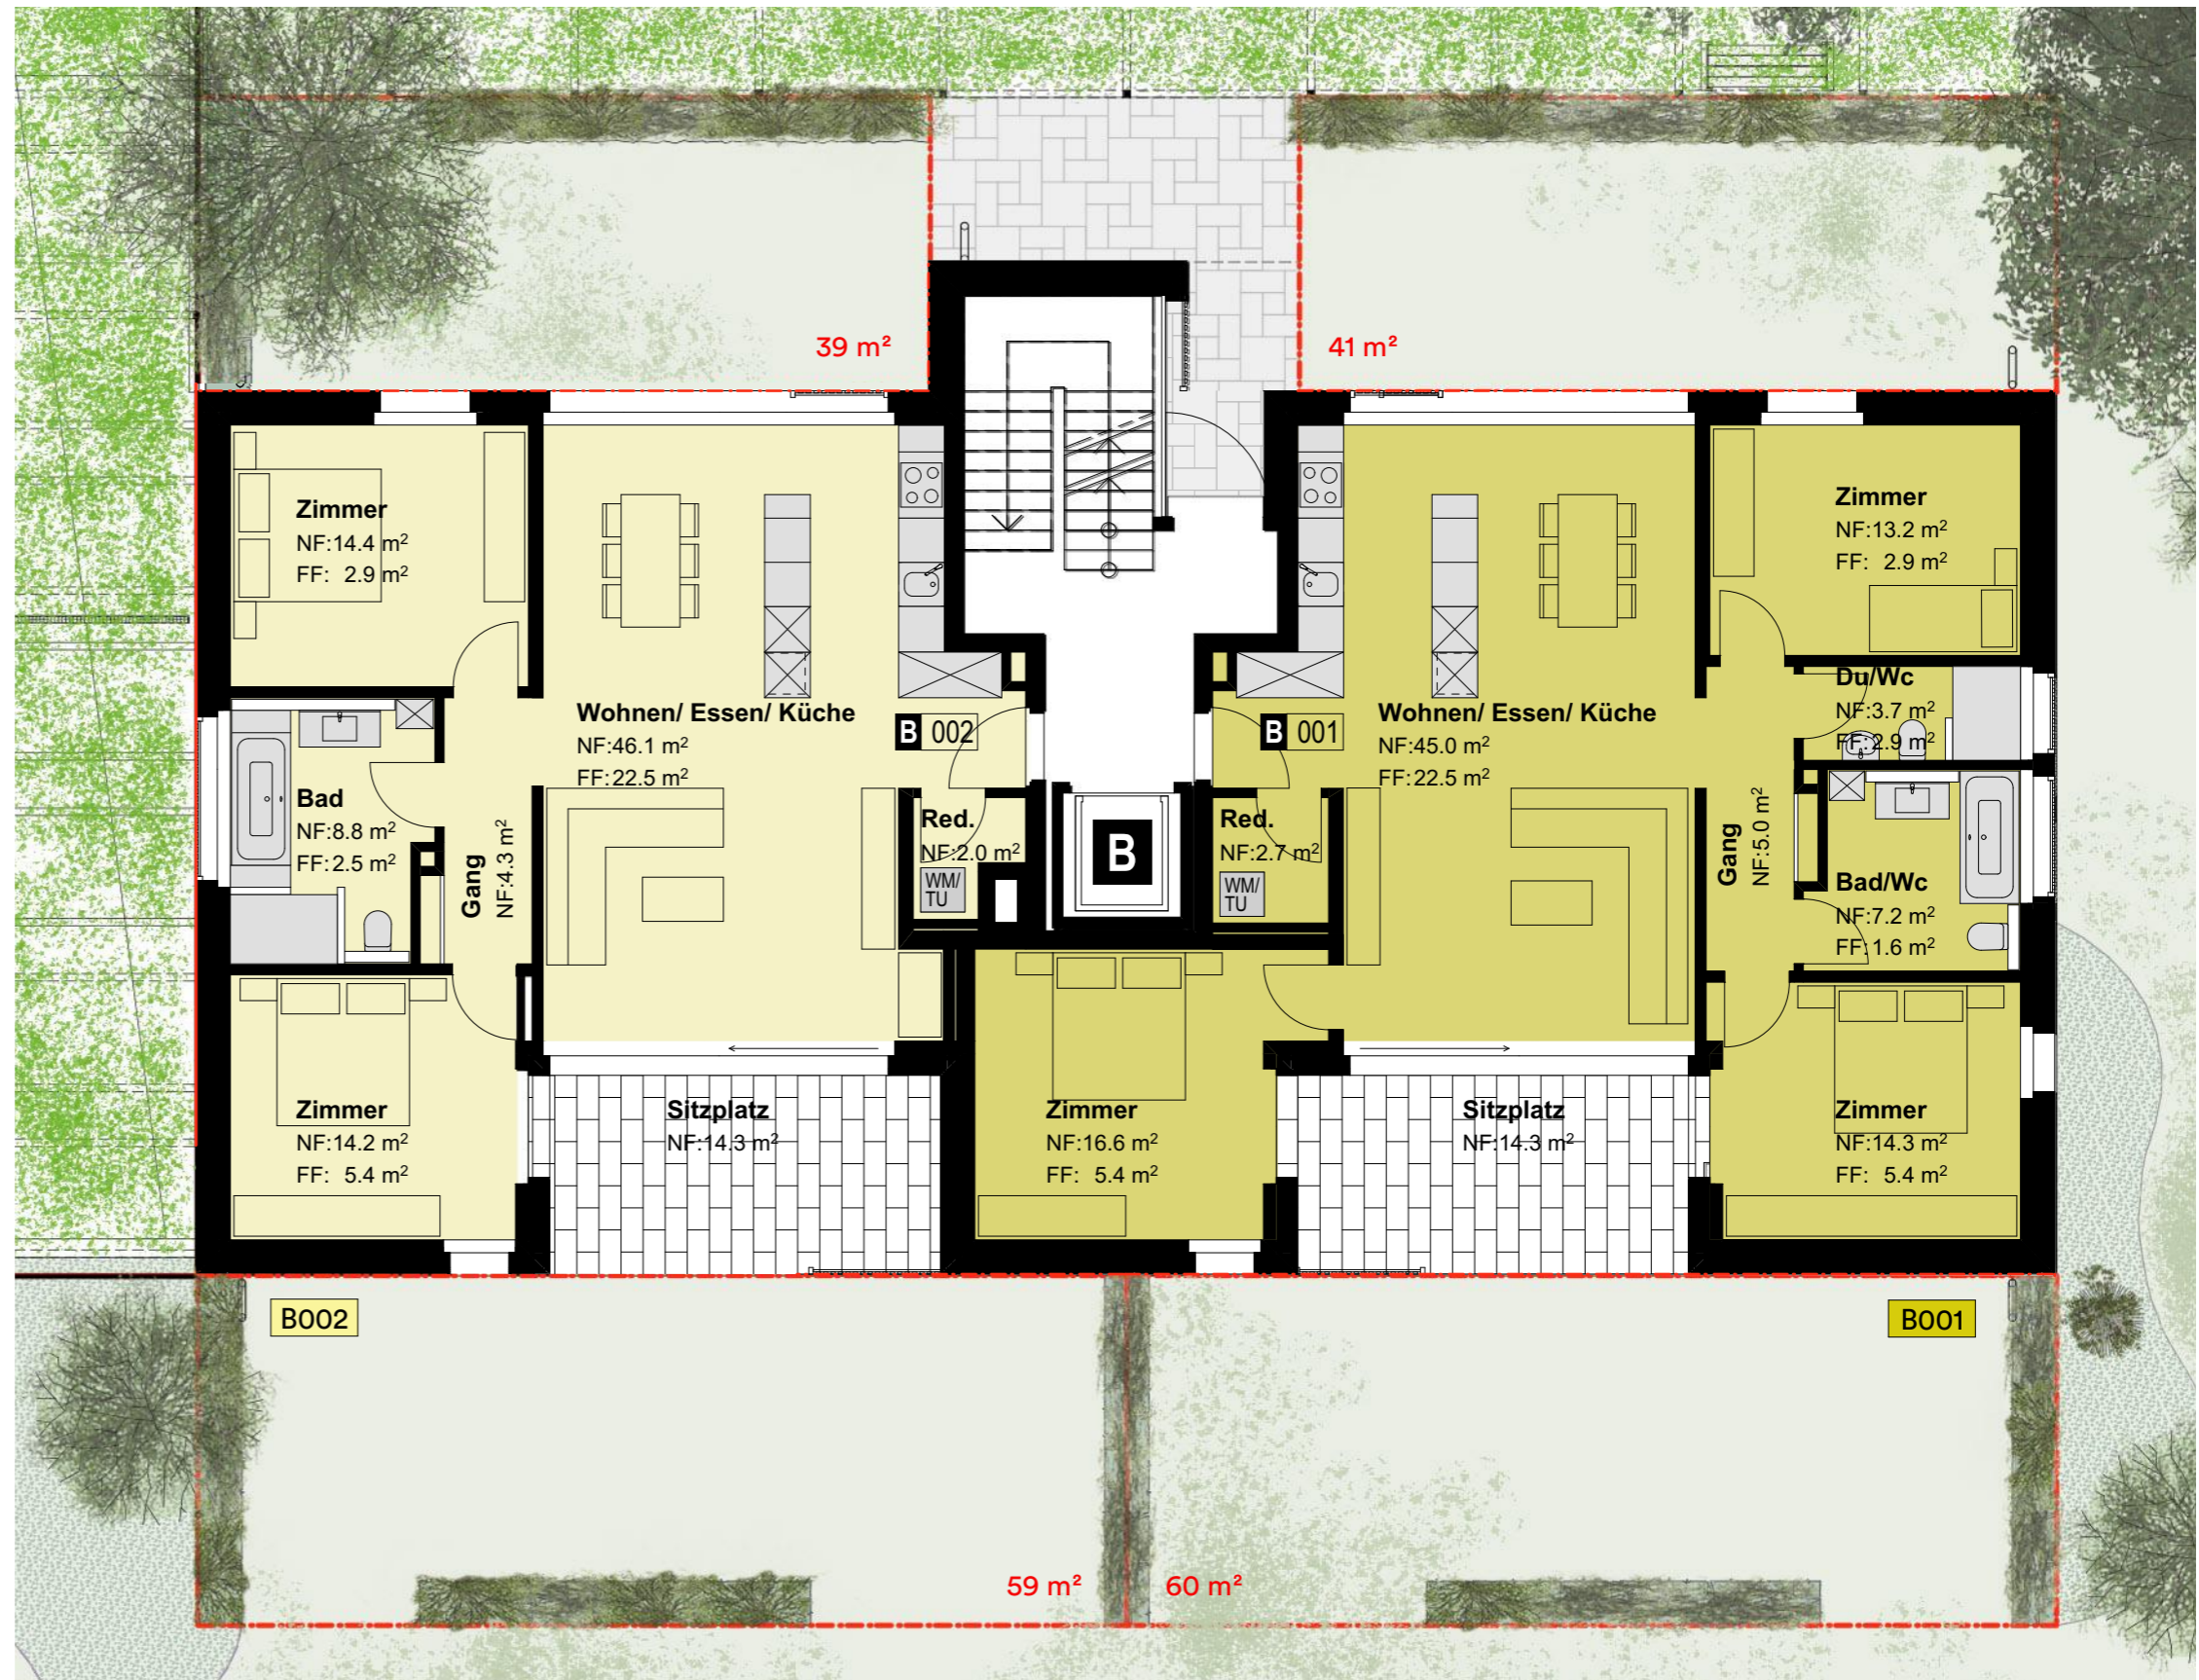 39 m²
41 m²
Zimmer
NF:14.4 m²
FF: 2.9 m²
Zimmer
NF:13.2 m²
FF: 2.9 m²
Wohnen/ Essen/ Küche
NF:46.1 m²
FF:22.5 m²
B 002
B 001
Wohnen/ Essen/ Küche
NF:45.0 m²
FF:22.5 m²
Du/Wc
NF:3.7 m²
FF:2.9 m²
Bad
NF:8.8 m²
FF:2.5 m²
Gang
NF:4.3 m²
Red.
NF:2.0 m²
WM/
TU
B
Red.
NF:2.7 m²
WM/
TU
Gang
NF:5.0 m²
Bad/Wc
NF:7.2 m²
FF:1.6 m²
Zimmer
NF:14.2 m²
FF: 5.4 m²
Sitzplatz
NF:14.3 m²
Zimmer
NF:16.6 m²
FF: 5.4 m²
Sitzplatz
NF:14.3 m²
Zimmer
NF:14.3 m²
FF: 5.4 m²
B002
B001
59 m²
60 m²